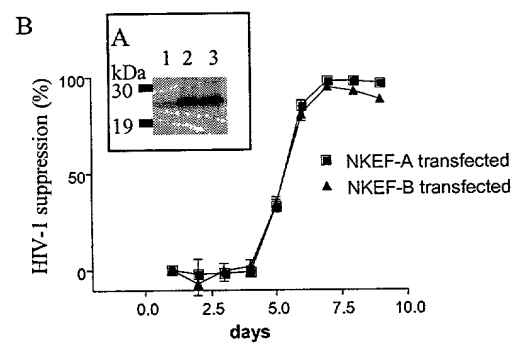 B
A
1 2 3
kDa
30
19
HIV-1 suppression (%)
100
50
0
NKEF-A transfected
NKEF-B transfected
0.0 2.5 5.0 7.5 10.0
days